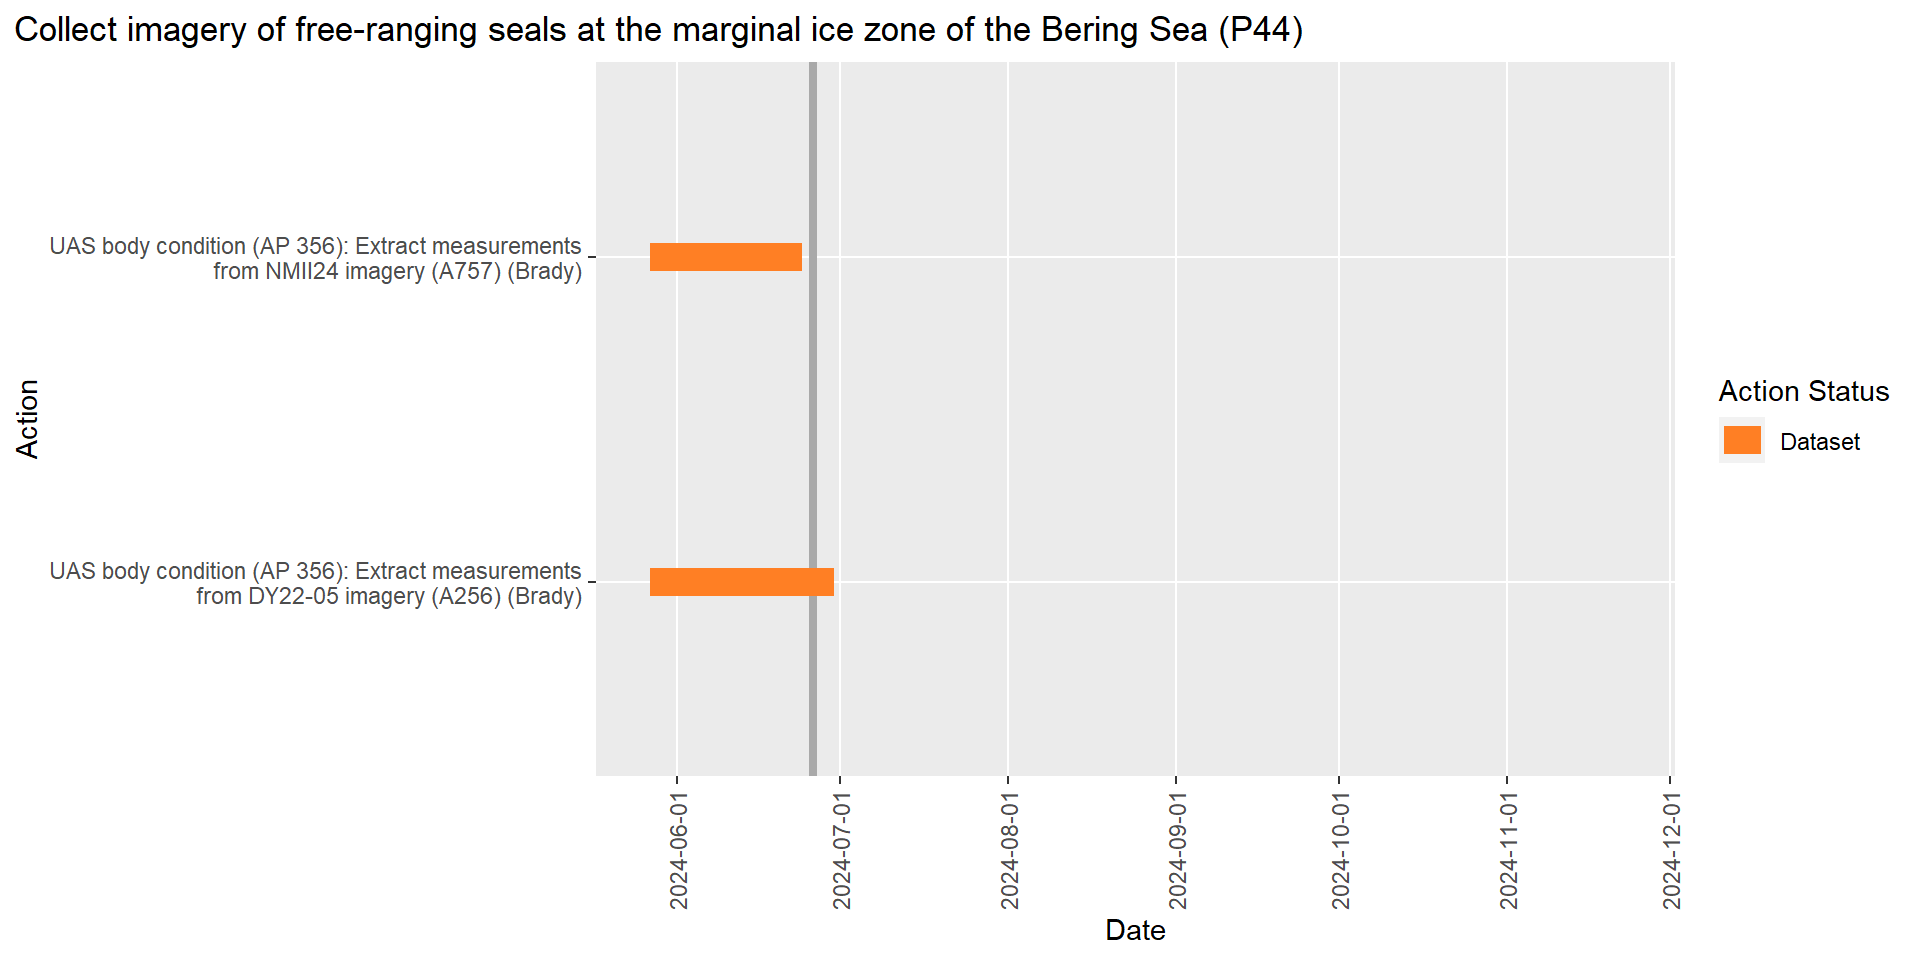 Collect imagery of free-ranging seals at the marginal ice zone of the Bering Sea (P44)
UAS body condition (AP 356): Extract measurements
from NMII24 imagery (A757) (Brady)
UAS body condition (AP 356): Extract measurements
from DY22-05 imagery (A256) (Brady)
Action
2024-06-01
2024-07-01
2024-08-01
2024-09-01
2024-10-01
2024-11-01
2024-12-01
Date
Action Status
Dataset